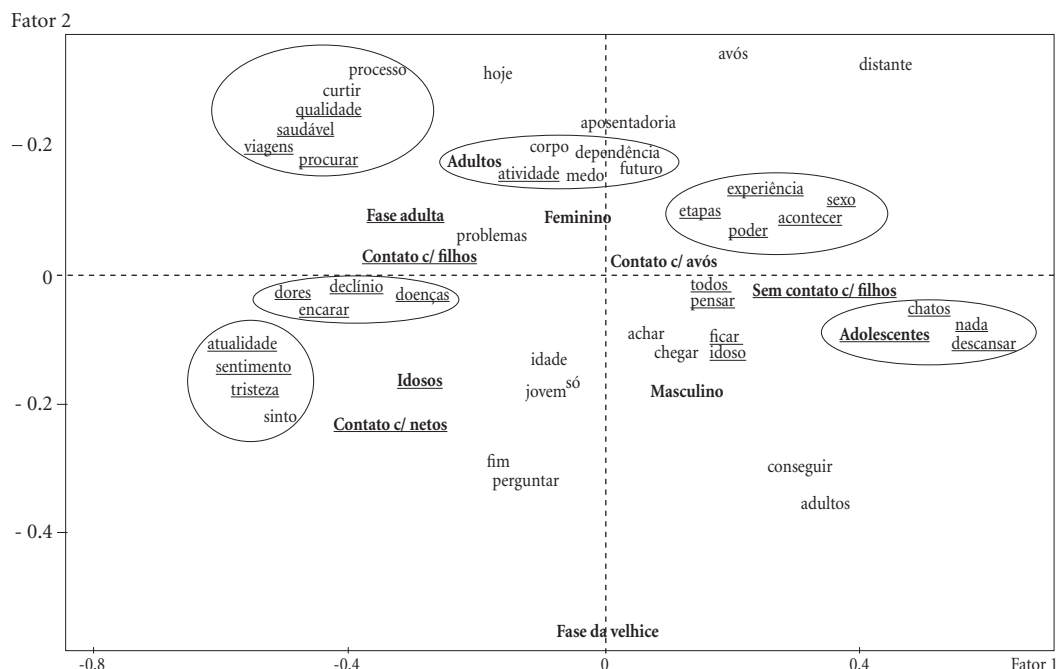 Fator 2
avós
distante
processo
hoje
curtir
qualidade
saudável
viagens
procurar
aposentadoria
– 0.2
Adultos
corpo
dependência
atividade
medo
futuro
experiência
sexo
etapas
acontecer
poder
Fase adulta
Feminino
problemas
Contato c/ filhos
Contato c/ avós
0
dores
declínio
doenças
encarar
todos
pensar
Sem contato c/ filhos
chatos
nada
Adolescentes
descansar
achar
ficar
chegar
idoso
atualidade
sentimento
tristeza
sinto
idade
jovem
só
Idosos
Masculino
- 0.2
Contato c/ netos
fim
perguntar
conseguir
adultos
- 0.4
Fase da velhice
-0.8
-0.4
0
0.4
Fator